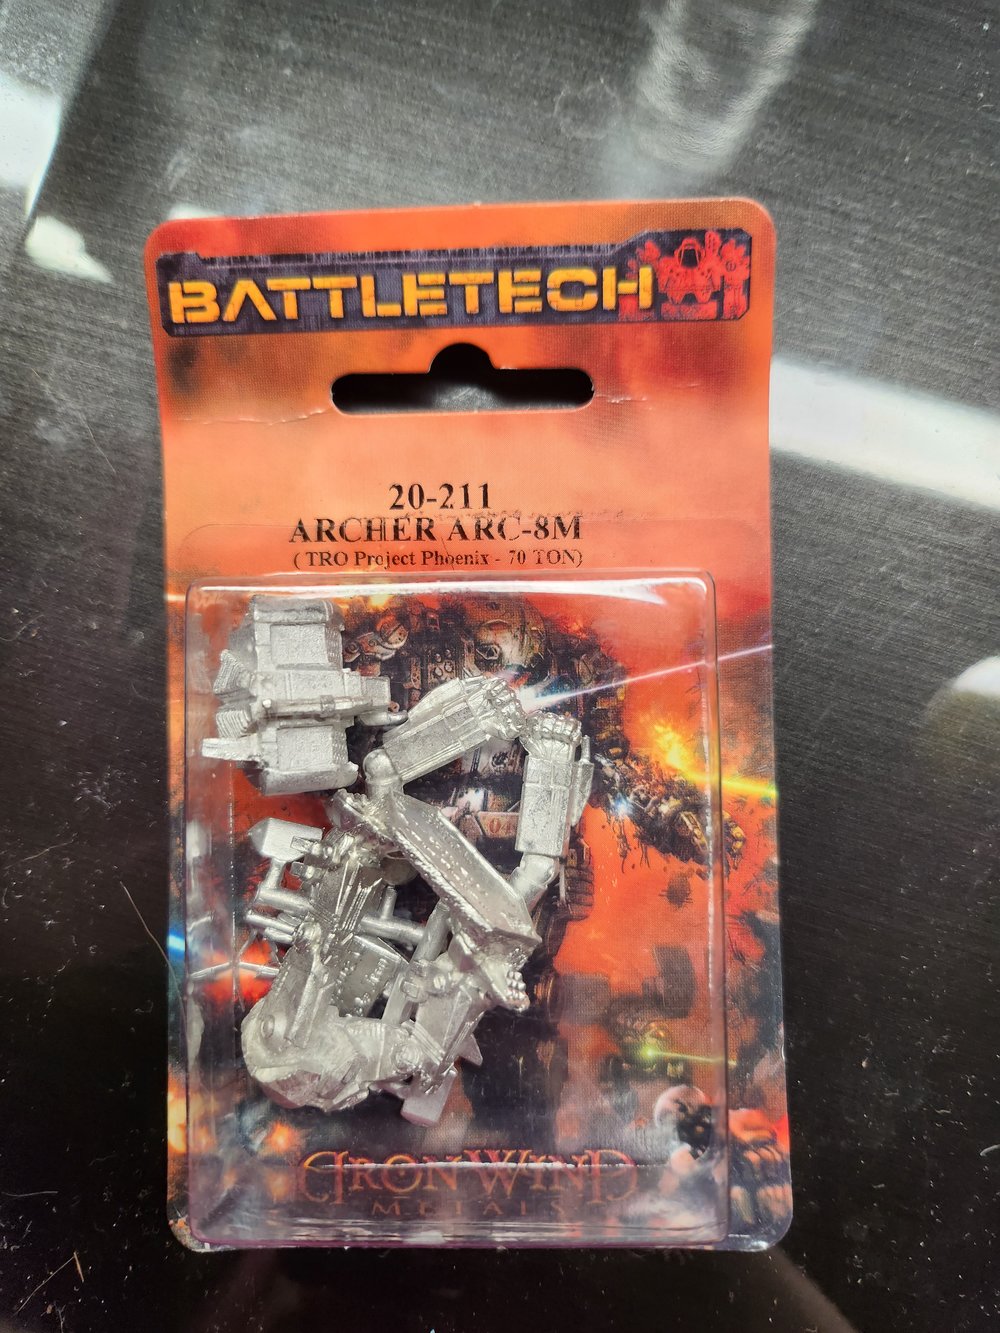 BATTLETECH
20-211
ARCHER ARC-8M
( TRO Project Phoenix - 70 TON)
IRON WIND
METALS